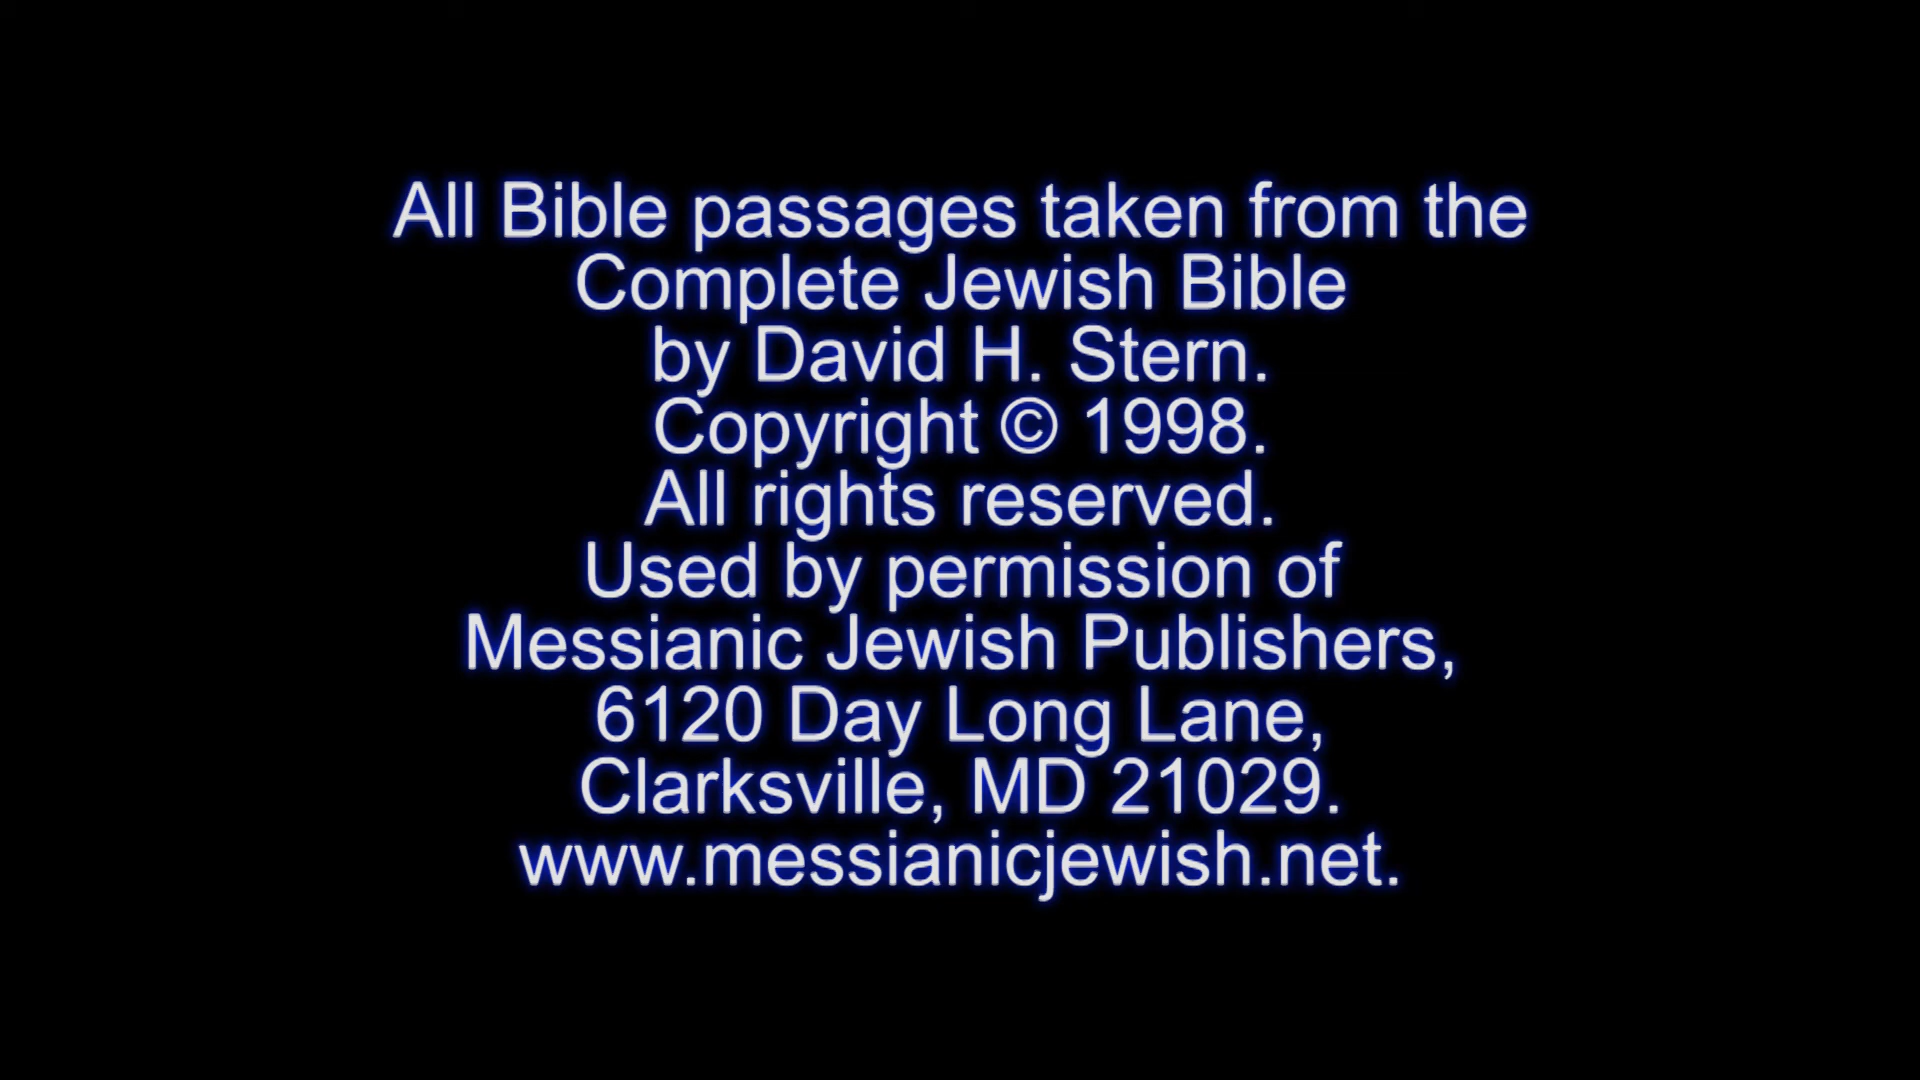 All Bible passages taken from the
Complete Jewish Bible
by David H. Stern.
Copyright © 1998.
All rights reserved.
Used by permission of
Messianic Jewish Publishers,
6120 Day Long Lane,
Clarksville, MD 21029.
www.messianicjewish.net.